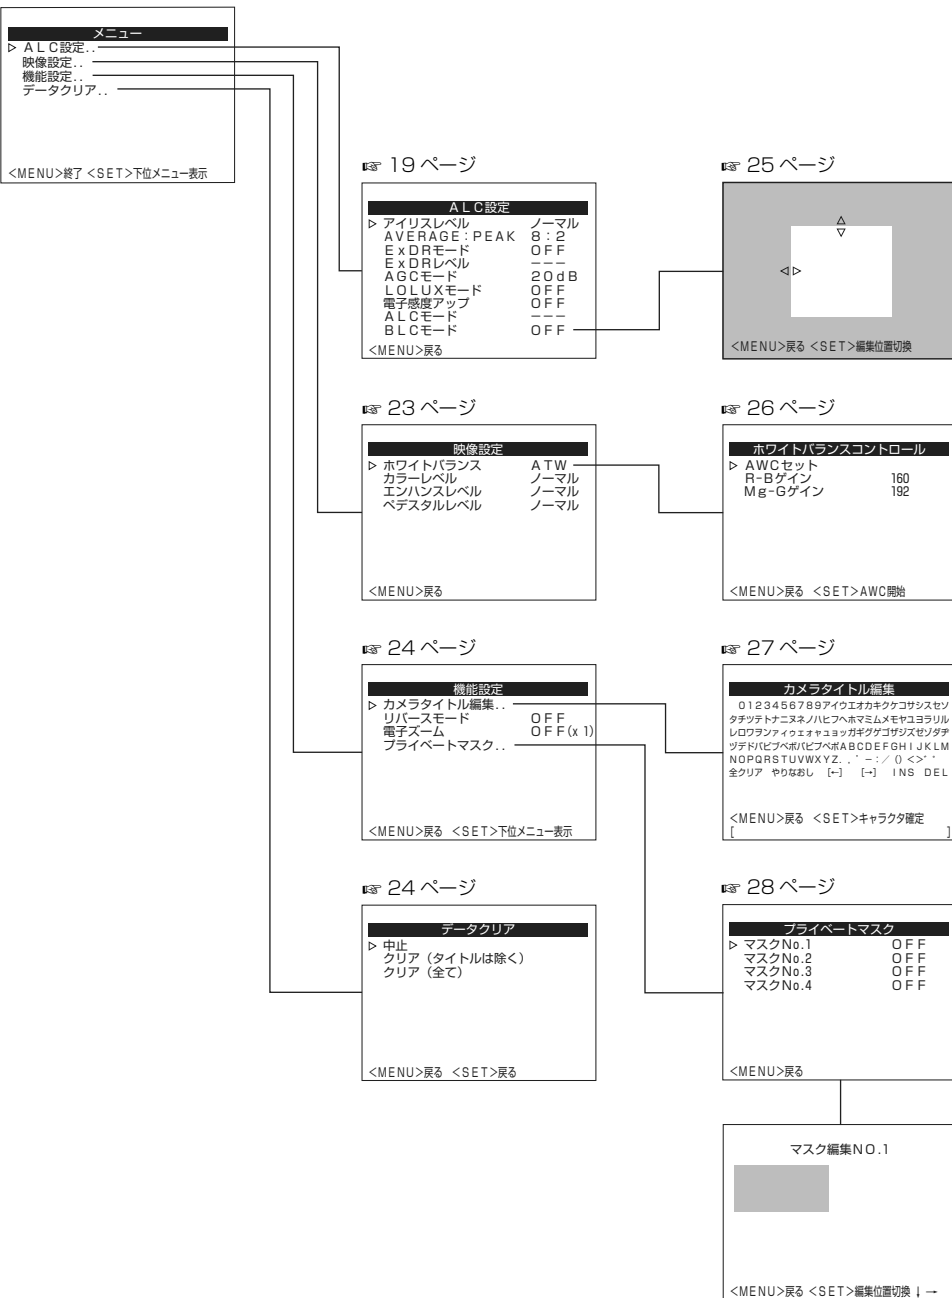 メニュー
ＡＬＣ設定..
映像設定..
機能設定..
データクリア..
<MENU>終了 <SET>下位メニュー表示
☞ 19 ページ
ＡＬＣ設定
アイリスレベル ノーマル
AVERAGE:PEAK 8:2
ExDRモード OFF
ExDRレベル −−−
AGCモード 20dB
LOLUXモード OFF
電子感度アップ OFF
ALCモード −−−
BLCモード OFF
<MENU>戻る
☞ 25 ページ
<MENU>戻る <SET>編集位置切換
☞ 23 ページ
映像設定
ホワイトバランス ATW
カラーレベル ノーマル
エンハンスレベル ノーマル
ペデスタルレベル ノーマル
<MENU>戻る
☞ 26 ページ
ホワイトバランスコントロール
AWCセット
R-Bゲイン 160
Mg-Gゲイン 192
<MENU>戻る <SET>AWC開始
☞ 24 ページ
機能設定
カメラタイトル編集..
リバースモード OFF
電子ズーム OFF(x 1)
プライベートマスク..
<MENU>戻る <SET>下位メニュー表示
☞ 27 ページ
カメラタイトル編集
0123456789アイウエオカキクケコサシスセソ
タチツテトナニヌネノハヒフヘホマミムメモヤユヨラリル
レロワヲンァィゥェォャュョッガギグゲゴザジズゼゾダヂ
ヅデドバビブベボパピプペポABCDEFGHIJKLM
NOPQRSTUVWXYZ.,'−:／()<>゛゜
全クリア やりなおし [←] [→] INS DEL
<MENU>戻る <SET>キャラクタ確定
[ ]
☞ 24 ページ
データクリア
中止
クリア（タイトルは除く）
クリア（全て）
<MENU>戻る <SET>戻る
☞ 28 ページ
プライベートマスク
マスクNo.1 OFF
マスクNo.2 OFF
マスクNo.3 OFF
マスクNo.4 OFF
<MENU>戻る
マスク編集NO.1
<MENU>戻る <SET>編集位置切換 ↓→